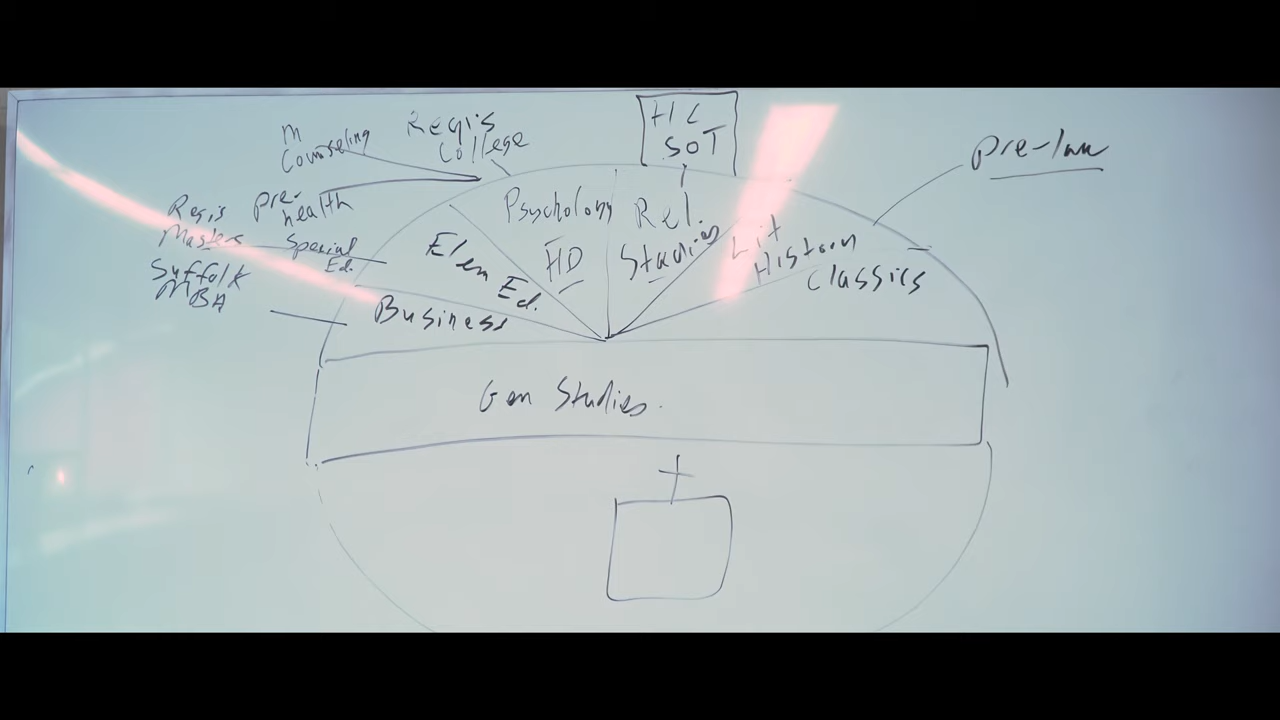 M
Counseling
Regis
College
HC
SOT
Pre-law
Pre-
health
Regis
Masters
Special
Ed.
Suffolk
MBA
Business
Elem
Ed.
Psychology
HD
Rel.
Studies
Lit
History
Classics
Gen Studies.